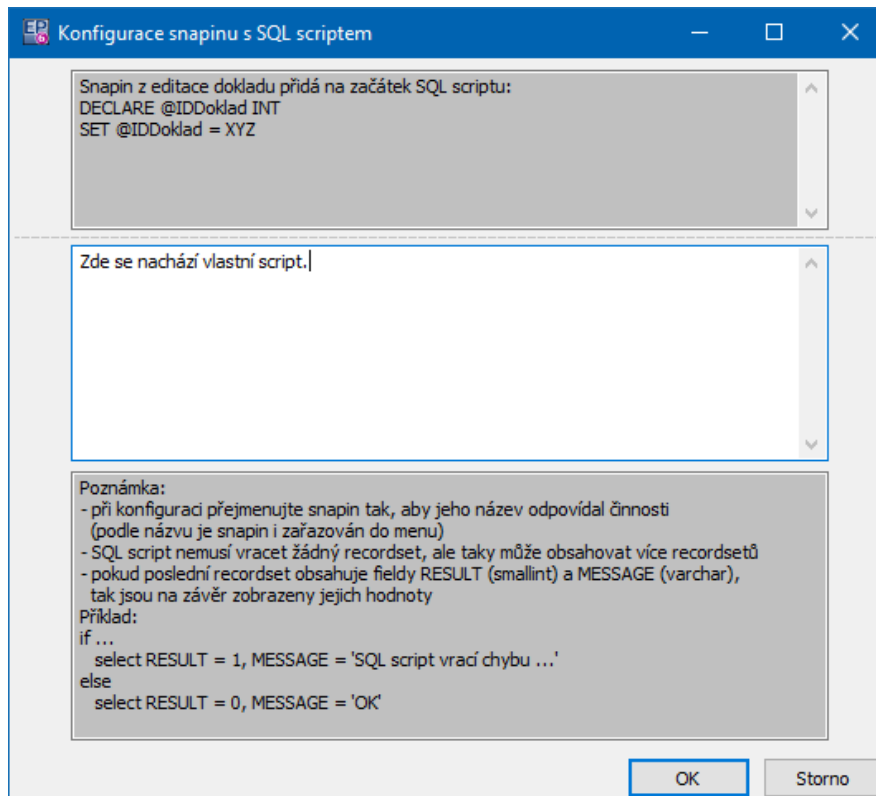 Konfigurace snapinu s SQL scriptem
Snapin z editace dokladu přidá na začátek SQL scriptu:
DECLARE @IDDoklad INT
SET @IDDoklad = XYZ
Zde se nachází vlastní script.
Poznámka:
- při konfiguraci přejmenujte snapin tak, aby jeho název odpovídal činnosti
(podle názvu je snapin i zařazován do menu)
- SQL script nemusí vracet žádný recordset, ale taky může obsahovat více recordsetů
- pokud poslední recordset obsahuje fieldy RESULT (smallint) a MESSAGE (varchar),
tak jsou na závěr zobrazeny jejich hodnoty
Příklad:
if ...
select RESULT = 1, MESSAGE = 'SQL script vrací chybu ...'
else
select RESULT = 0, MESSAGE = 'OK'
OK
Storno